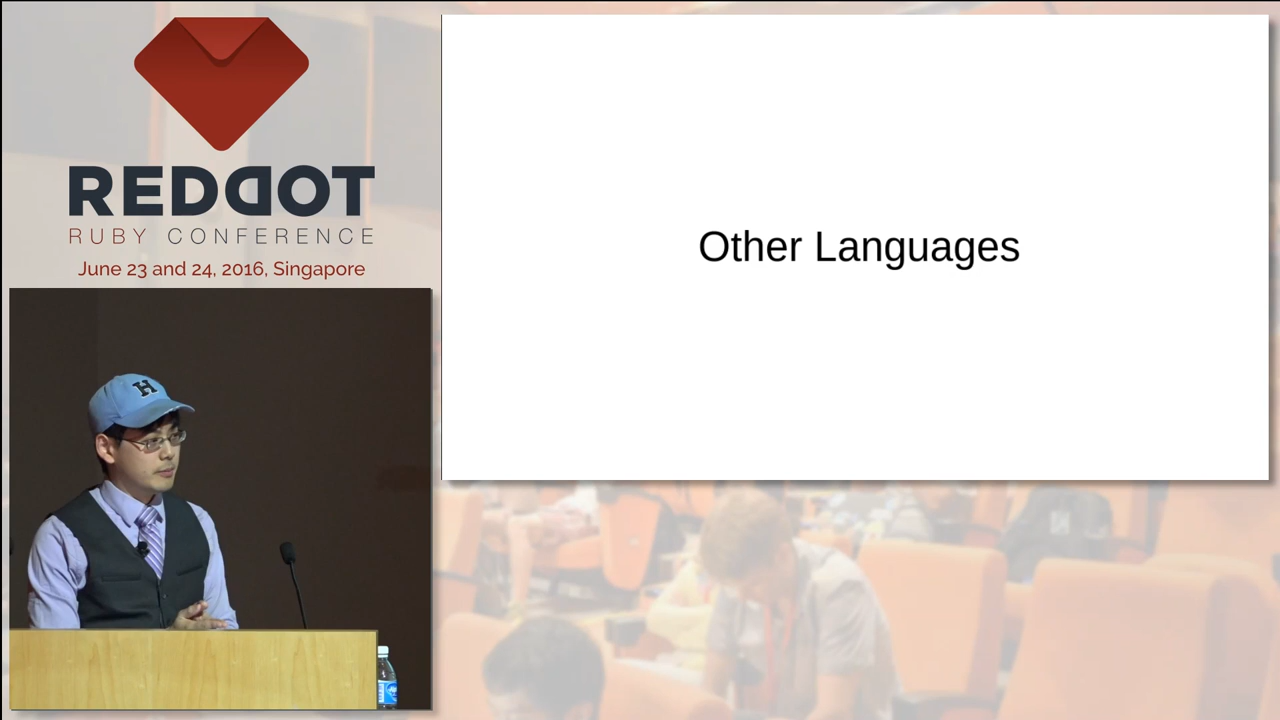 REDDOT
RUBY CONFERENCE
June 23 and 24, 2016, Singapore
Other Languages
H